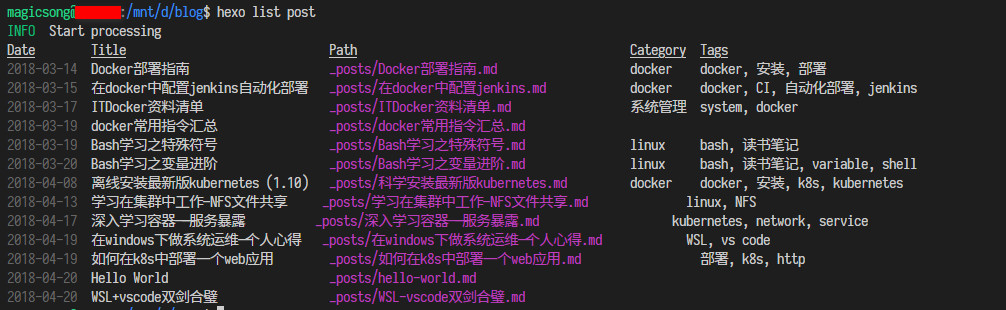 magicsong@ :/mnt/d/blog$ hexo list post
INFO  Start processing
Date Title Path Category Tags
2018-03-14 Docker部署指南 _posts/Docker部署指南.md docker docker, 安装, 部署
2018-03-15 在docker中配置jenkins自动化部署 _posts/在docker中配置jenkins.md docker docker, CI, 自动化部署, jenkins
2018-03-17 ITDocker资料清单 _posts/ITDocker资料清单.md 系统管理 system, docker
2018-03-19 docker常用指令汇总 _posts/docker常用指令汇总.md
2018-03-19 Bash学习之特殊符号 _posts/Bash学习之特殊符号.md linux bash, 读书笔记
2018-03-20 Bash学习之变量进阶 _posts/Bash学习之变量进阶.md linux bash, 读书笔记, variable, shell
2018-04-08 离线安装最新版kubernetes (1.10) _posts/科学安装最新版kubernetes.md docker docker, 安装, k8s, kubernetes
2018-04-13 学习在集群中工作-NFS文件共享 _posts/学习在集群中工作-NFS文件共享.md linux, NFS
2018-04-17 深入学习容器—服务暴露 _posts/深入学习容器—服务暴露.md kubernetes, network, service
2018-04-19 在windows下做系统运维—个人心得 _posts/在windows下做系统运维—个人心得.md WSL, vs code
2018-04-19 如何在k8s中部署一个web应用 _posts/如何在k8s中部署一个web应用.md 部署, k8s, http
2018-04-20 Hello World _posts/hello-world.md
2018-04-20 WSL+vscode双剑合璧 _posts/WSL-vscode双剑合璧.md